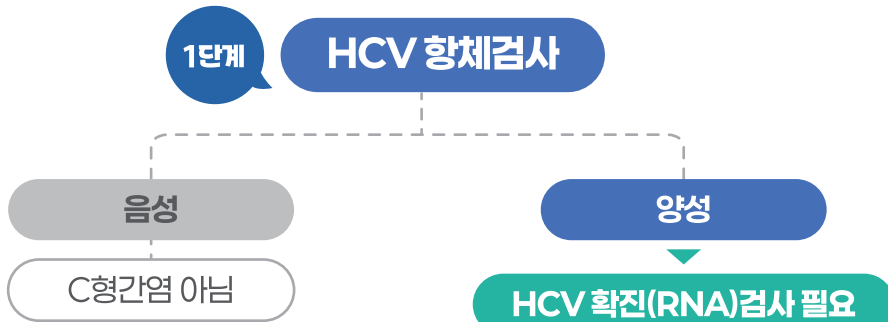 1단계
HCV 항체검사
음성
양성
C형간염 아님
HCV 확진(RNA)검사 필요